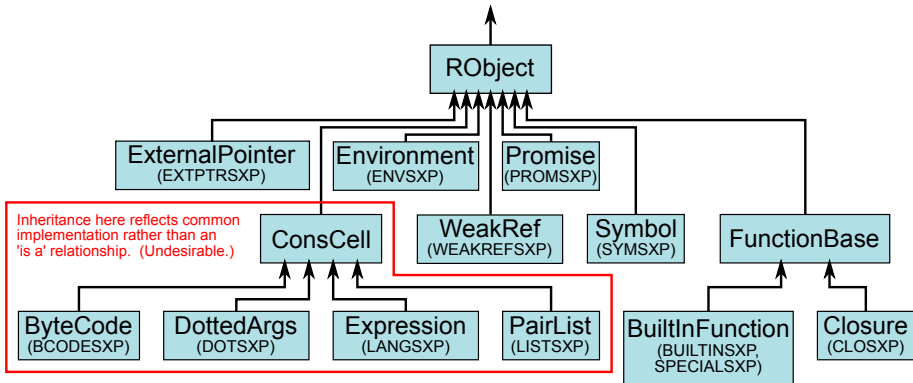 RObject
ExternalPointer
(EXTPTRSXP)
Environment
(ENVSXP)
Promise
(PROMSXP)
Inheritance here reflects common
implementation rather than an
'is a' relationship.  (Undesirable.)
ConsCell
WeakRef
(WEAKREFSXP)
Symbol
(SYMSXP)
FunctionBase
ByteCode
(BCODESXP)
DottedArgs
(DOTSXP)
Expression
(LANGSXP)
PairList
(LISTSXP)
BuiltInFunction
(BUILTINSXP,
SPECIALSXP)
Closure
(CLOSXP)